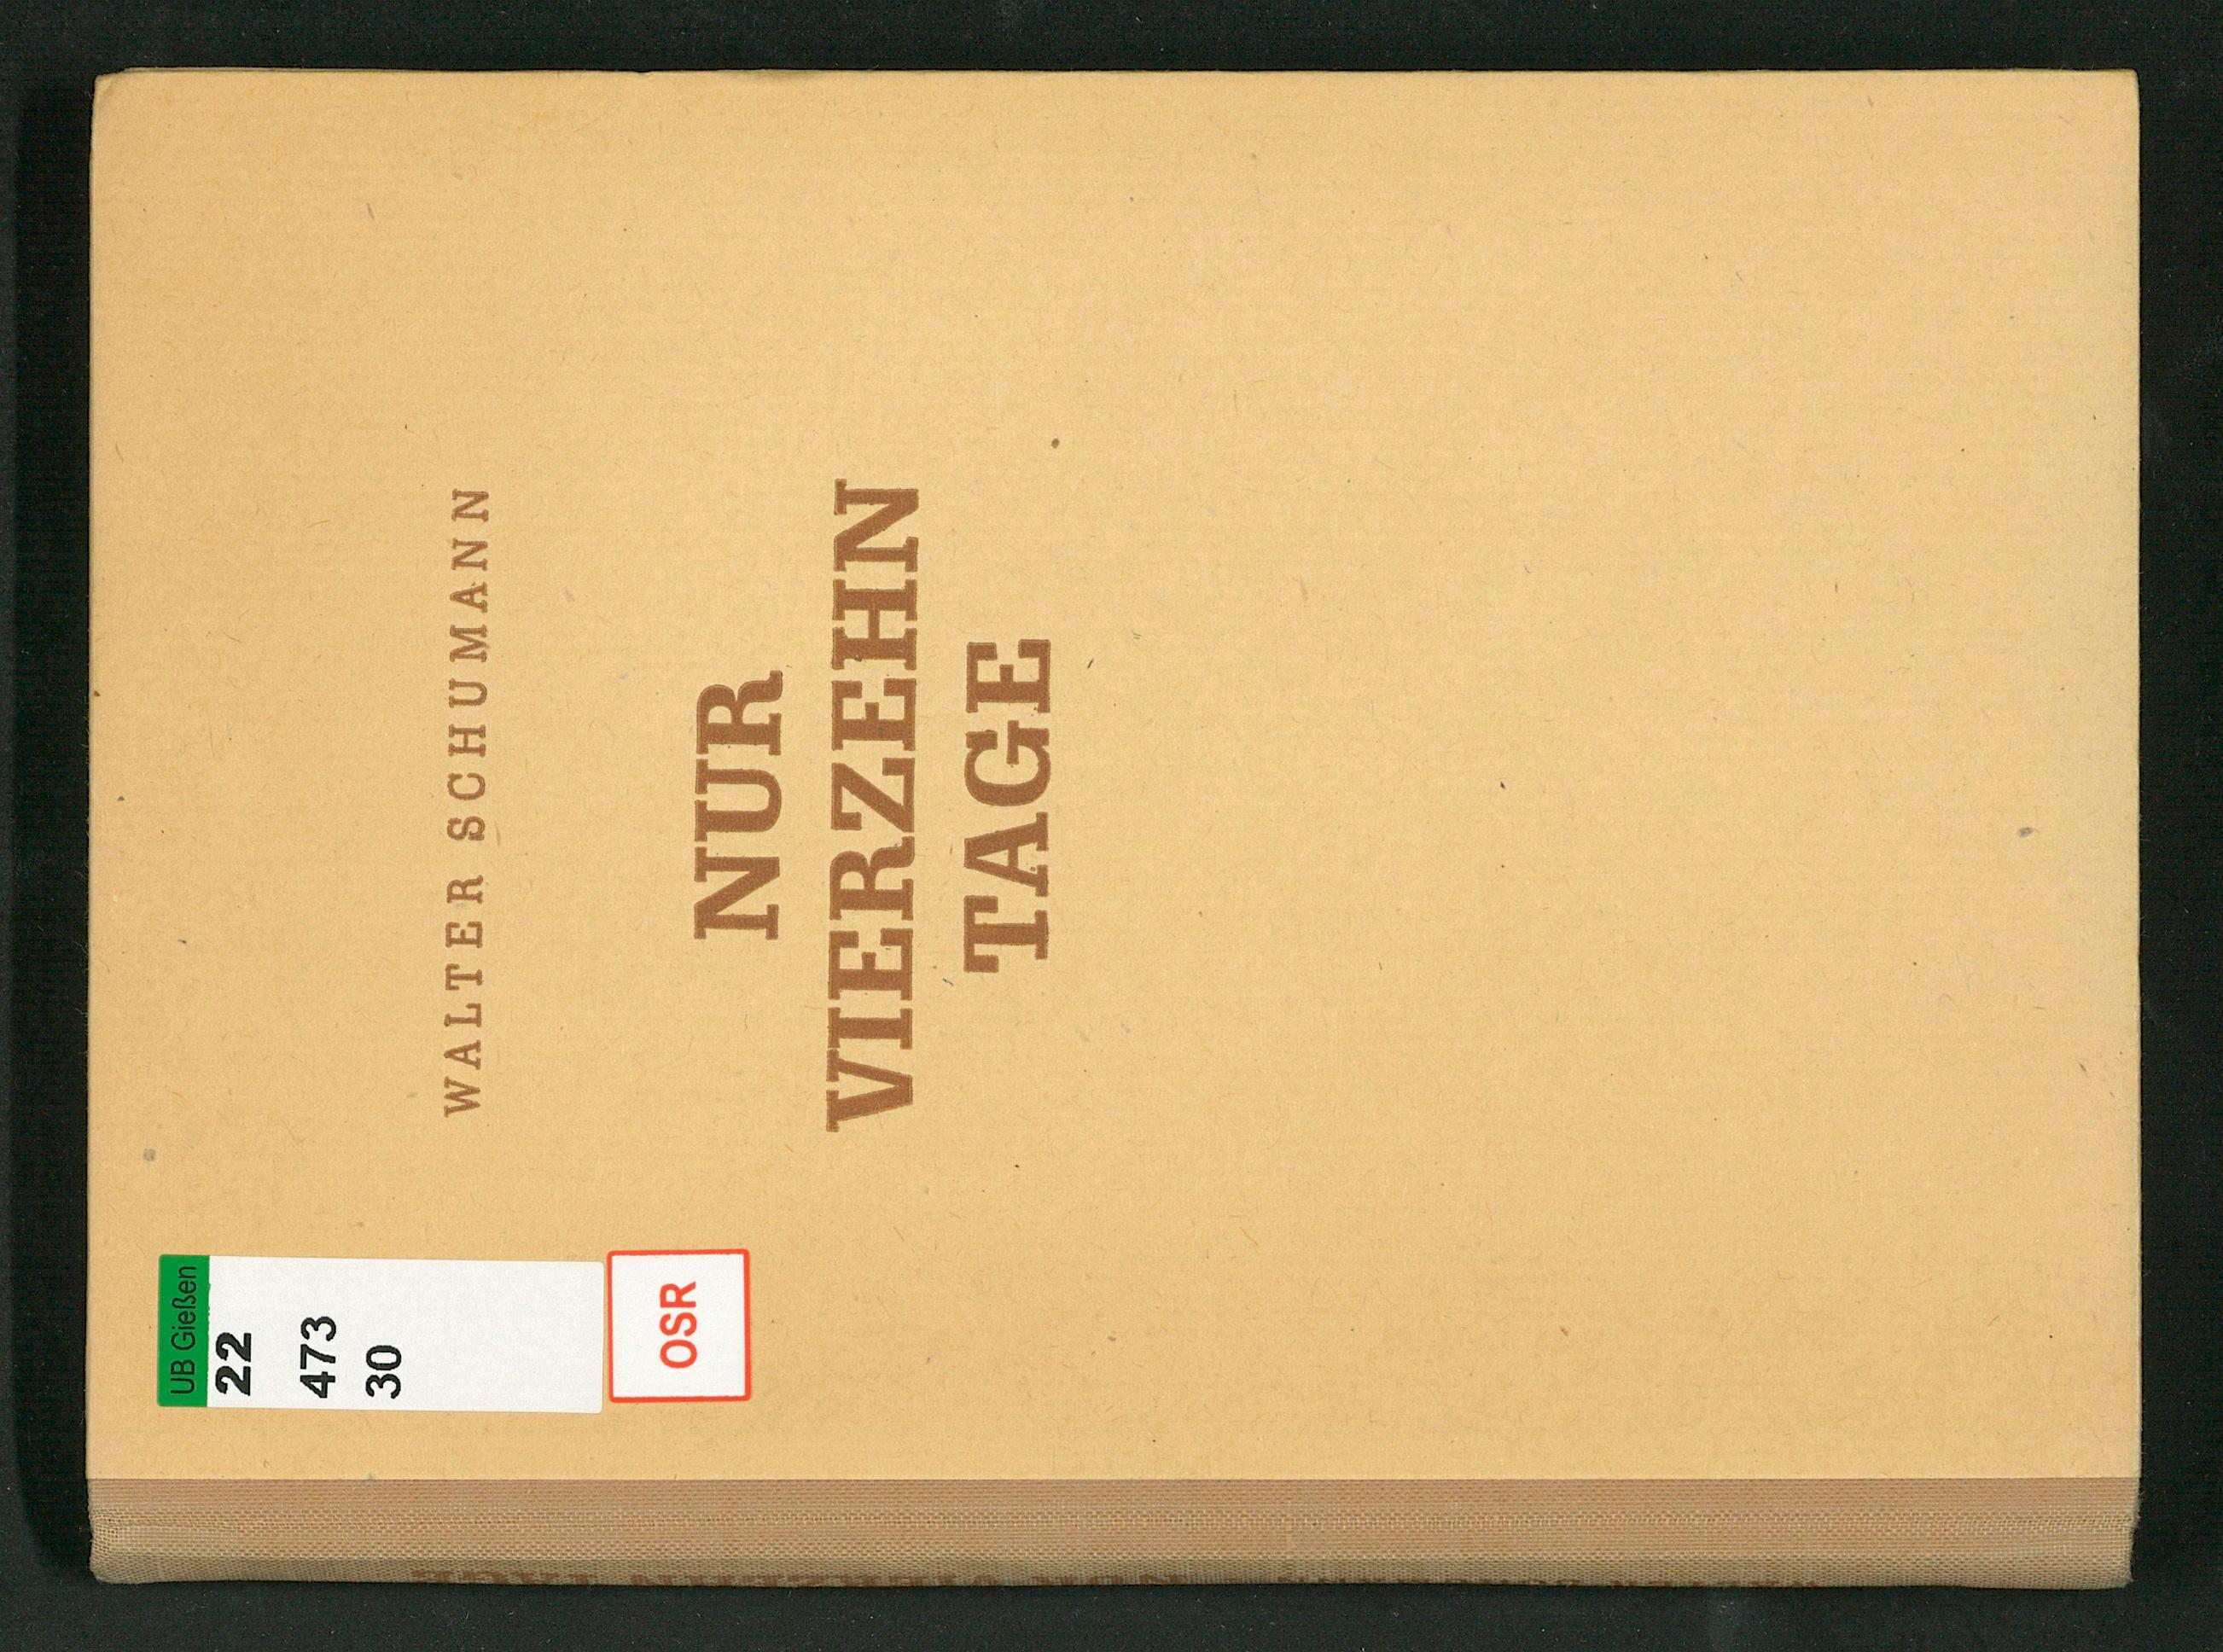 WALTER SCHUMANN
NUR
VIERZEHN
TAGE
UB Gießen
22
473
30
OSR